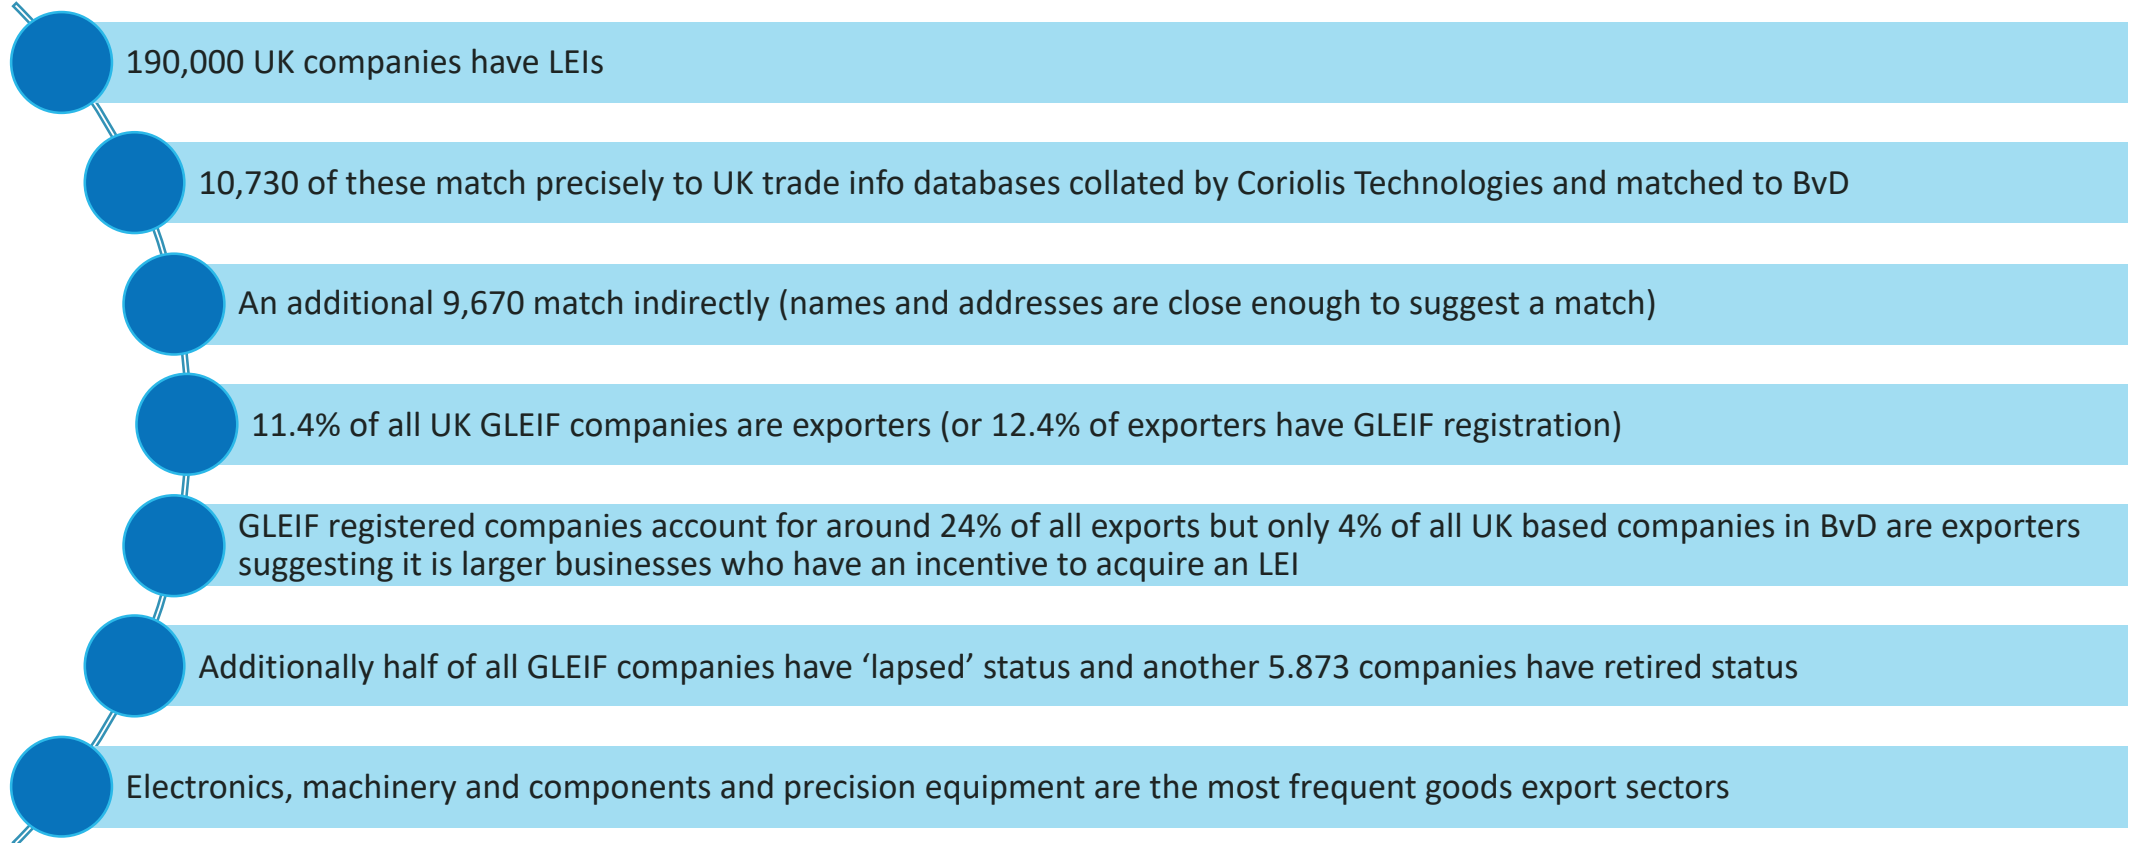 190,000 UK companies have LEIs
10,730 of these match precisely to UK trade info databases collated by Coriolis Technologies and matched to BvD
An additional 9,670 match indirectly (names and addresses are close enough to suggest a match)
11.4% of all UK GLEIF companies are exporters (or 12.4% of exporters have GLEIF registration)
GLEIF registered companies account for around 24% of all exports but only 4% of all UK based companies in BvD are exporters
suggesting it is larger businesses who have an incentive to acquire an LEI
Additionally half of all GLEIF companies have ‘lapsed’ status and another 5.873 companies have retired status
Electronics, machinery and components and precision equipment are the most frequent goods export sectors